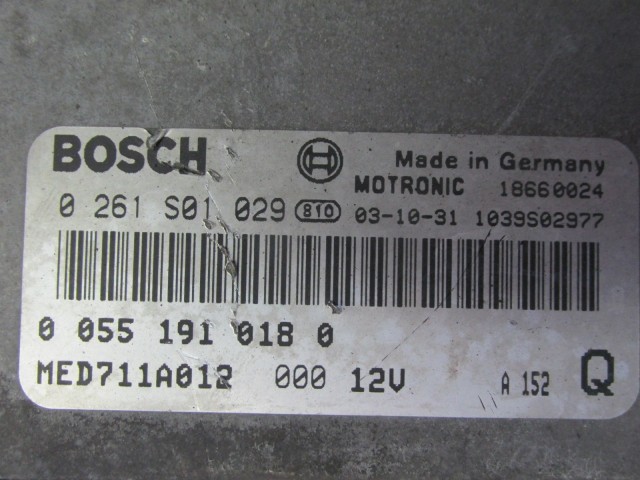 BOSCH Made in Germany
MOTRONIC 18660024
0 261 S01 029 810 03-10-31 1039S02977
0 055 191 018 0
MED711A012 000 12V A 152 Q